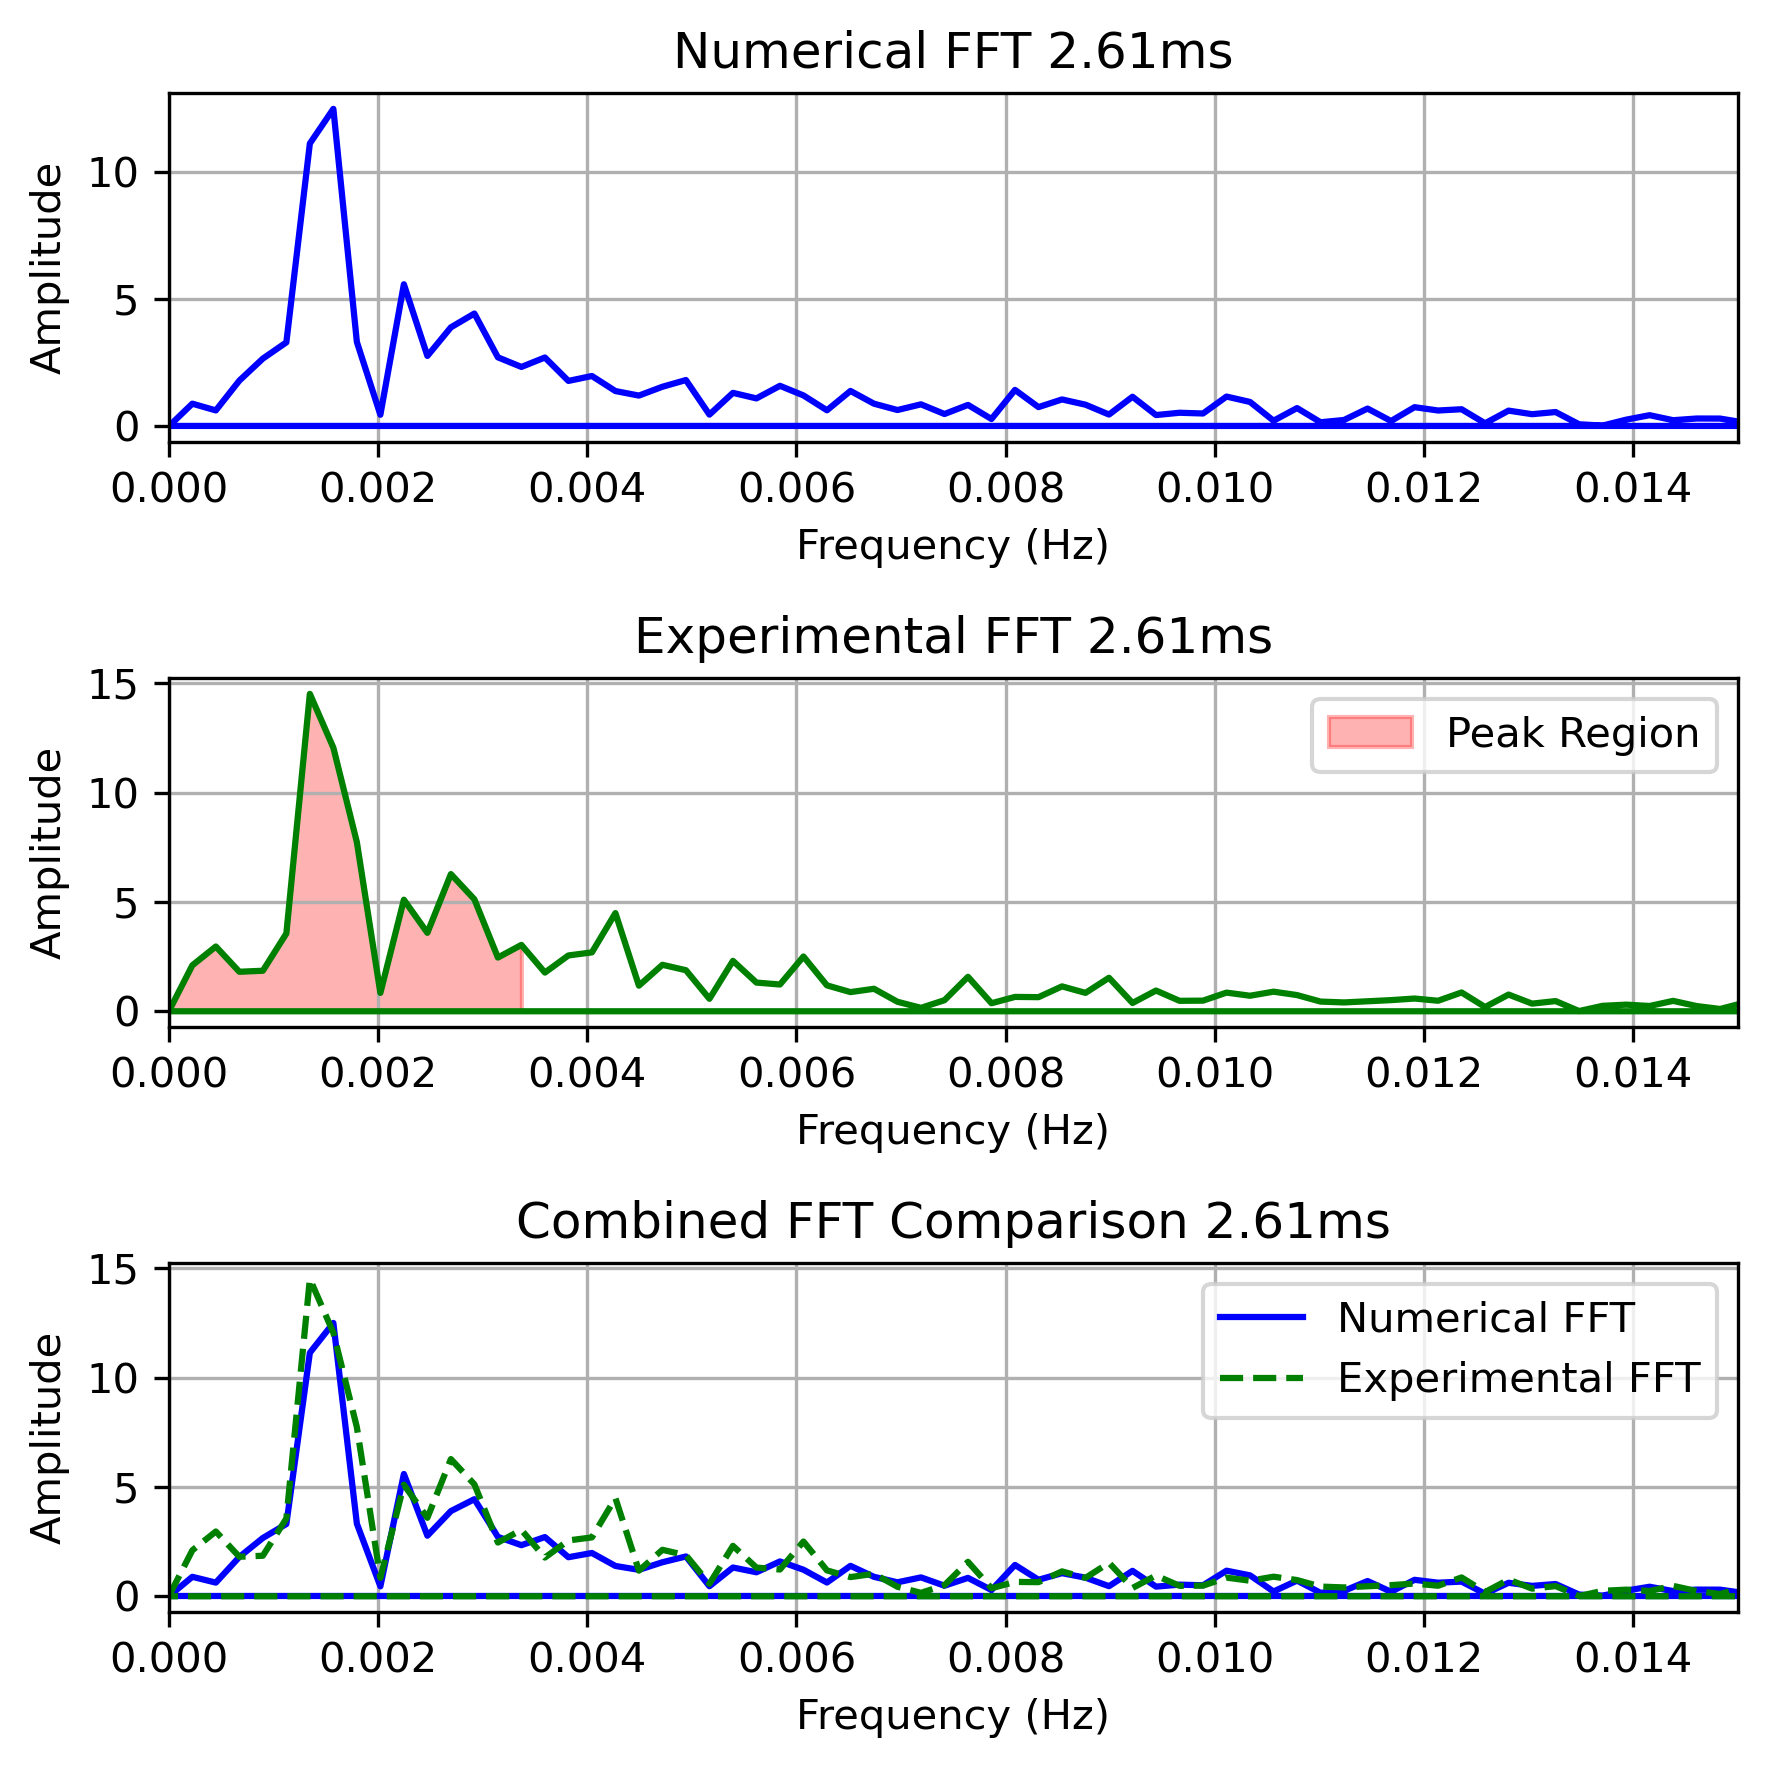 Numerical FFT 2.61ms
Amplitude
10
5
0
0.000 0.002 0.004 0.006 0.008 0.010 0.012 0.014
Frequency (Hz)
Experimental FFT 2.61ms
Amplitude
15
10
5
0
Peak Region
0.000 0.002 0.004 0.006 0.008 0.010 0.012 0.014
Frequency (Hz)
Combined FFT Comparison 2.61ms
Amplitude
15
10
5
0
Numerical FFT
Experimental FFT
0.000 0.002 0.004 0.006 0.008 0.010 0.012 0.014
Frequency (Hz)